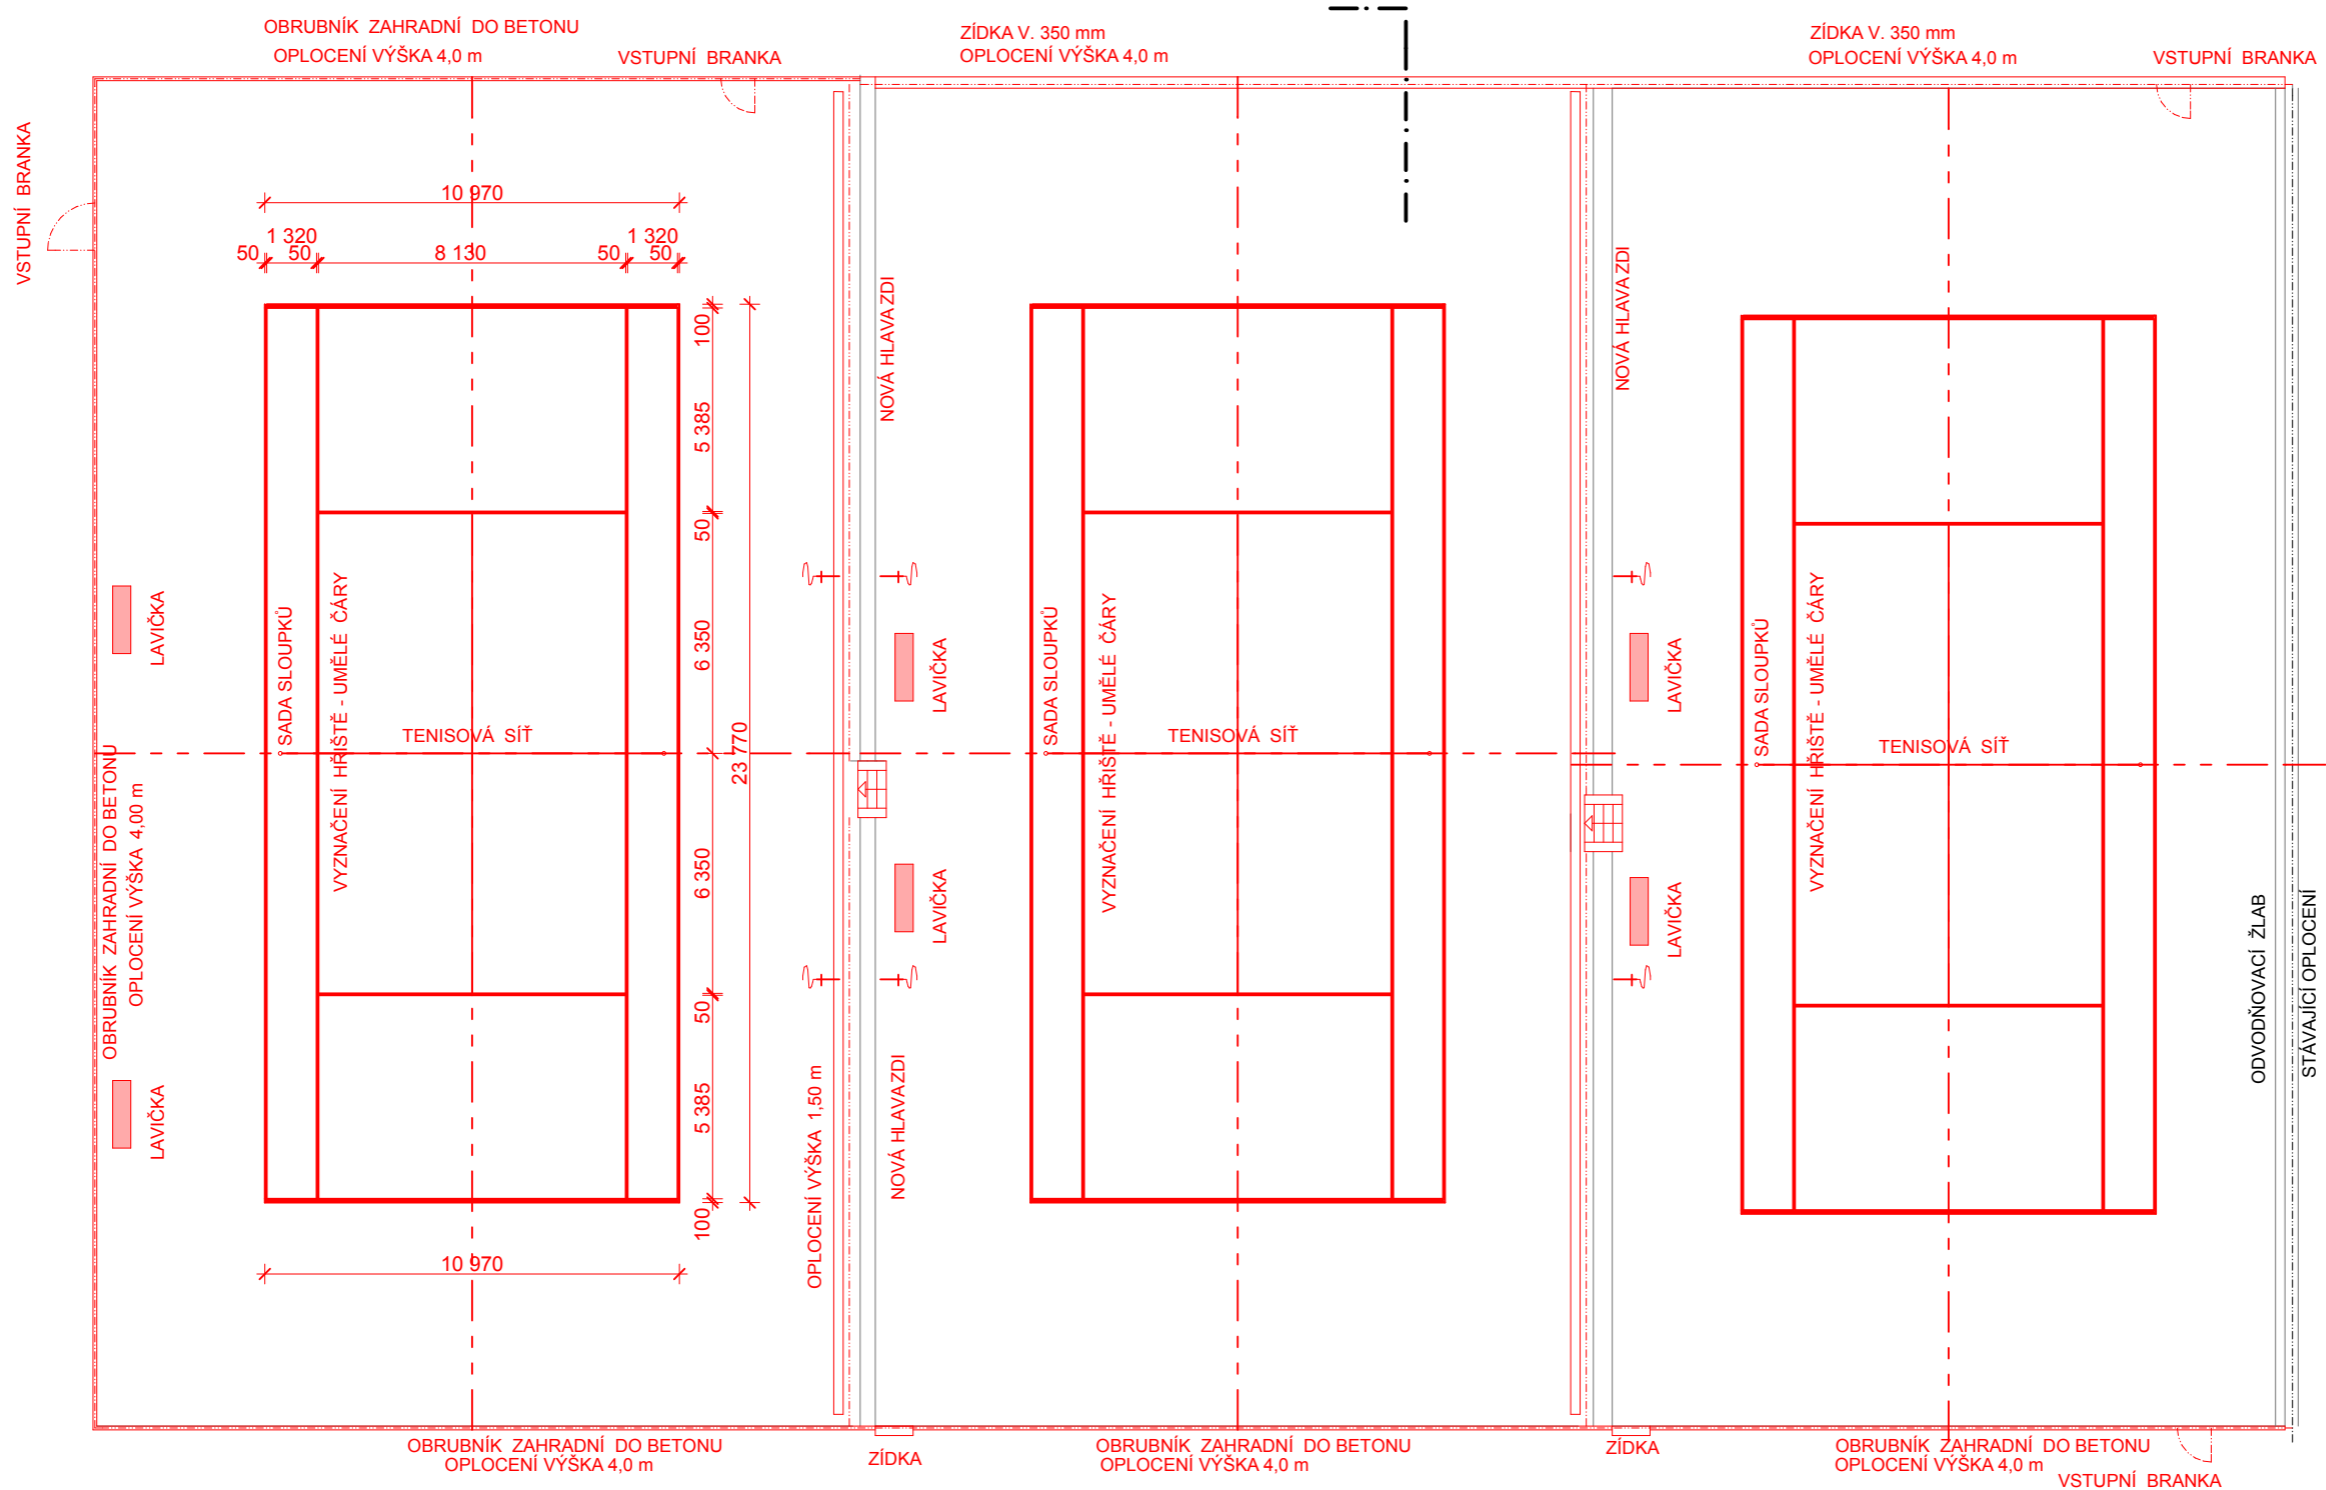 OBRUBNÍK ZAHRADNÍ DO BETONU
OPLOCENÍ VÝŠKA 4,0 m
VSTUPNÍ BRANKA
ZÍDKA V. 350 mm
OPLOCENÍ VÝŠKA 4,0 m
ZÍDKA V. 350 mm
OPLOCENÍ VÝŠKA 4,0 m
VSTUPNÍ BRANKA
VSTUPNÍ BRANKA
10 970
1 320
1 320
50
50
8 130
50
50
100
5 385
50
6 350
23 770
6 350
50
5 385
100
10 970
NOVÁ HLAVA ZDI
NOVÁ HLAVA ZDI
LAVIČKA
SADA SLOUPKŮ
VYZNAČENÍ HŘIŠTĚ - UMĚLÉ ČÁRY
TENISOVÁ SÍŤ
LAVIČKA
SADA SLOUPKŮ
VYZNAČENÍ HŘIŠTĚ - UMĚLÉ ČÁRY
TENISOVÁ SÍŤ
LAVIČKA
SADA SLOUPKŮ
VYZNAČENÍ HŘIŠTĚ - UMĚLÉ ČÁRY
TENISOVÁ SÍŤ
OBRUBNÍK ZAHRADNÍ DO BETONU
OPLOCENÍ VÝŠKA 4,00 m
LAVIČKA
LAVIČKA
LAVIČKA
OPLOCENÍ VÝŠKA 1,50 m
NOVÁ HLAVA ZDI
ODVODŇOVACÍ ŽLAB
STÁVAJÍCÍ OPLOCENÍ
OBRUBNÍK ZAHRADNÍ DO BETONU
OPLOCENÍ VÝŠKA 4,0 m
ZÍDKA
OBRUBNÍK ZAHRADNÍ DO BETONU
OPLOCENÍ VÝŠKA 4,0 m
ZÍDKA
OBRUBNÍK ZAHRADNÍ DO BETONU
OPLOCENÍ VÝŠKA 4,0 m
VSTUPNÍ BRANKA